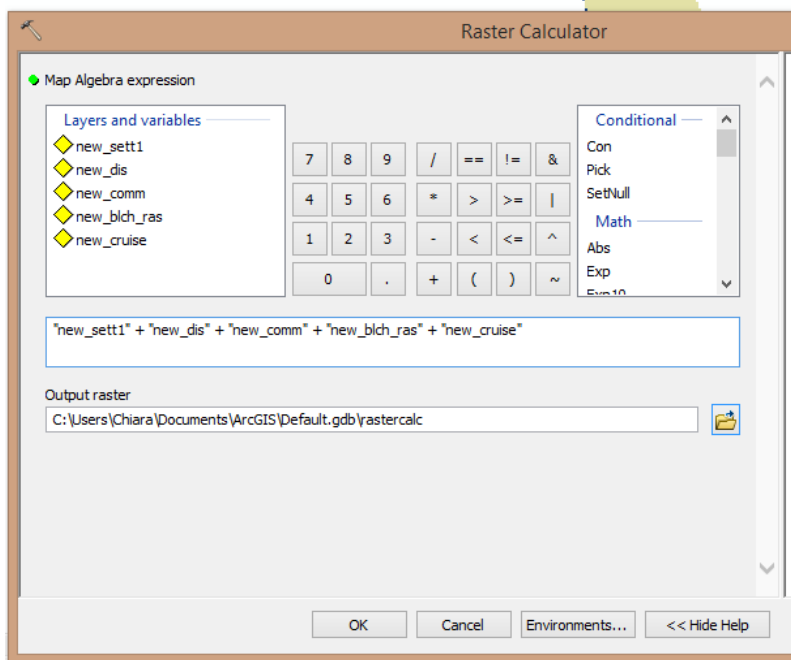 Raster Calculator
Map Algebra expression
Layers and variables
new_sett1
new_dis
new_comm
new_blch_ras
new_cruise
7 8 9 / == != &
4 5 6 * > >= |
1 2 3 - < <= ^
0 . + ( ) ~
Conditional
Con
Pick
SetNull
Math
Abs
Exp
Exp10
"new_sett1" + "new_dis" + "new_comm" + "new_blch_ras" + "new_cruise"
Output raster
C:\Users\Chiara\Documents\ArcGIS\Default.gdb\rastercalc
OK Cancel Environments... << Hide Help